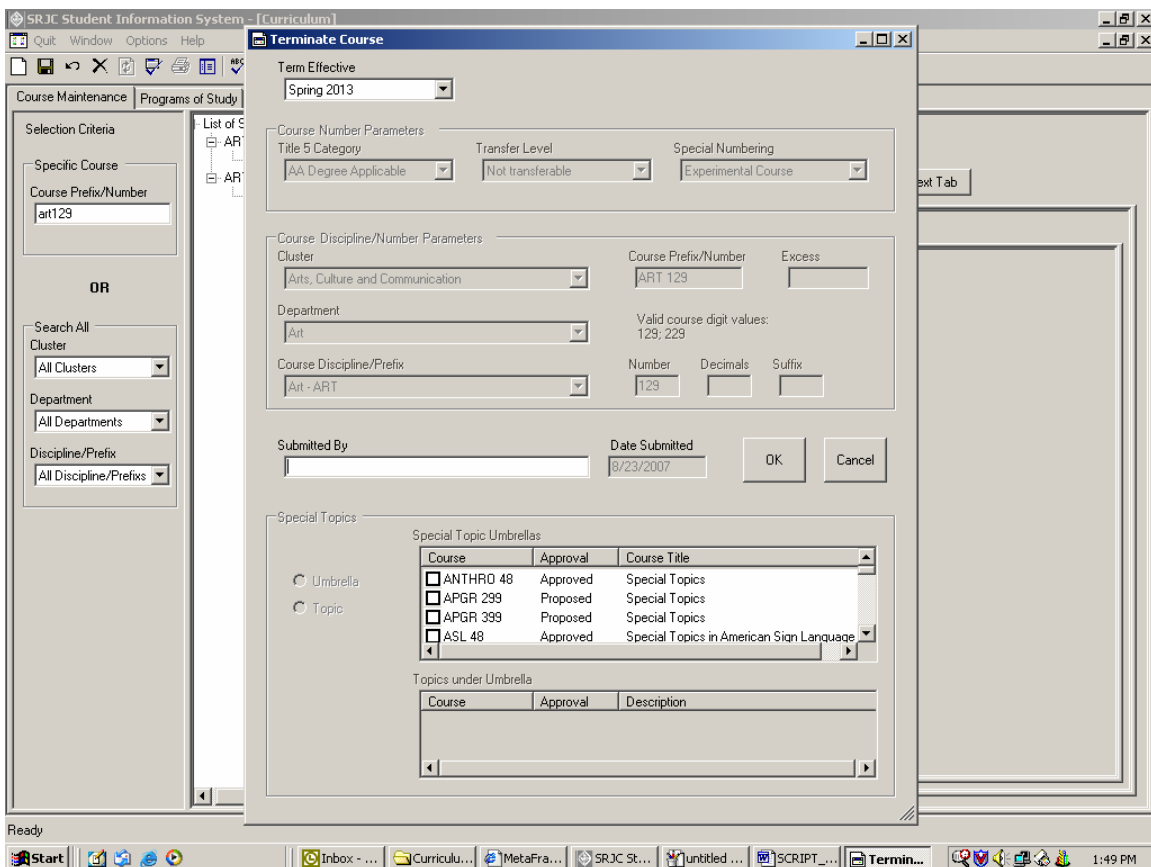 SRJC Student Information System - [Curriculum]
Quit Window Options Help
ABC
Course Maintenance
Programs of Study
Selection Criteria
Specific Course
Course Prefix/Number
art129
OR
Search All
Cluster
All Clusters
Department
All Departments
Discipline/Prefix
All Discipline/Prefixs
List of S
AR
AR
ext Tab
Terminate Course
Term Effective
Spring 2013
Course Number Parameters
Title 5 Category Transfer Level Special Numbering
AA Degree Applicable Not transferable Experimental Course
Course Discipline/Number Parameters
Cluster Course Prefix/Number Excess
Arts, Culture and Communication ART 129
Department
Art
Valid course digit values:
129; 229
Course Discipline/Prefix Number Decimals Suffix
Art - ART 129
Submitted By Date Submitted
8/23/2007 OK Cancel
Special Topics
Umbrella
Topic
Special Topic Umbrellas
Course Approval Course Title
ANTHRO 48 Approved Special Topics
APGR 299 Proposed Special Topics
APGR 399 Proposed Special Topics
ASL 48 Approved Special Topics in American Sign Language
Topics under Umbrella
Course Approval Description
Ready
Start Inbox - ... Curriculu... MetaFra... SRJC St... untitled ... SCRIPT_... Termin... 1:49 PM